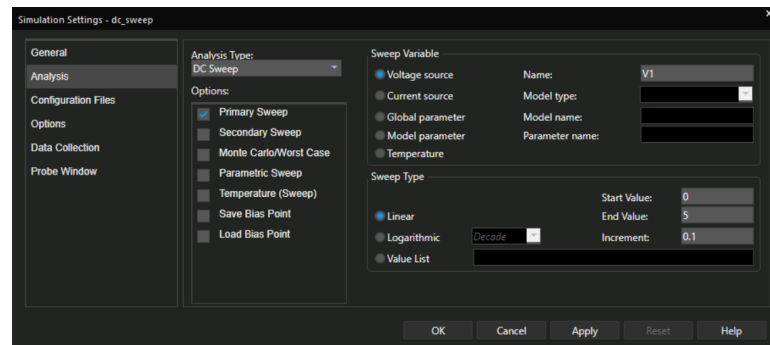 Simulation Settings - dc_sweep
×
General
Analysis
Configuration Files
Options
Data Collection
Probe Window
Analysis Type:
DC Sweep
Options:
Primary Sweep
Secondary Sweep
Monte Carlo/Worst Case
Parametric Sweep
Temperature (Sweep)
Save Bias Point
Load Bias Point
Sweep Variable
Voltage source Name: V1
Current source Model type:
Global parameter Model name:
Model parameter Parameter name:
Temperature
Sweep Type
Start Value: 0
Linear End Value: 5
Logarithmic Decade Increment: 0.1
Value List
OK Cancel Apply Reset Help